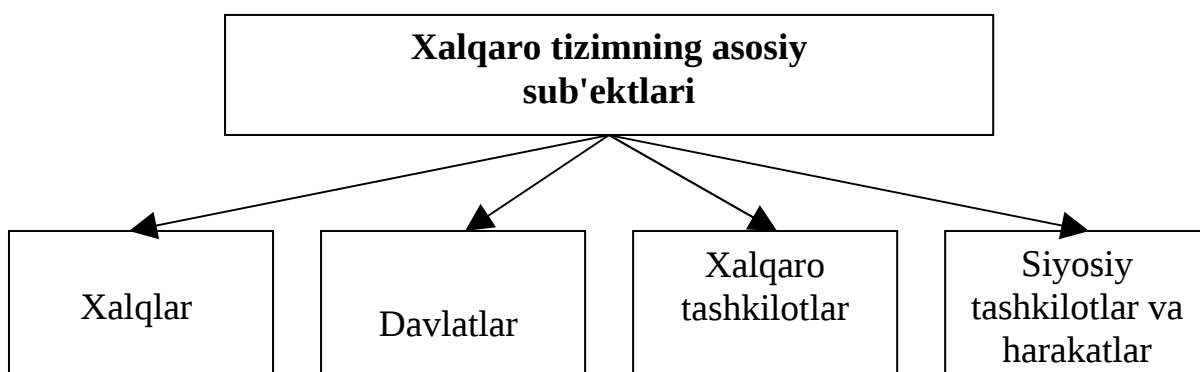 Xalqaro tizimning asosiy
sub'ektlari
Xalqlar
Davlatlar
Xalqaro
tashkilotlar
Siyosiy
tashkilotlar va
harakatlar